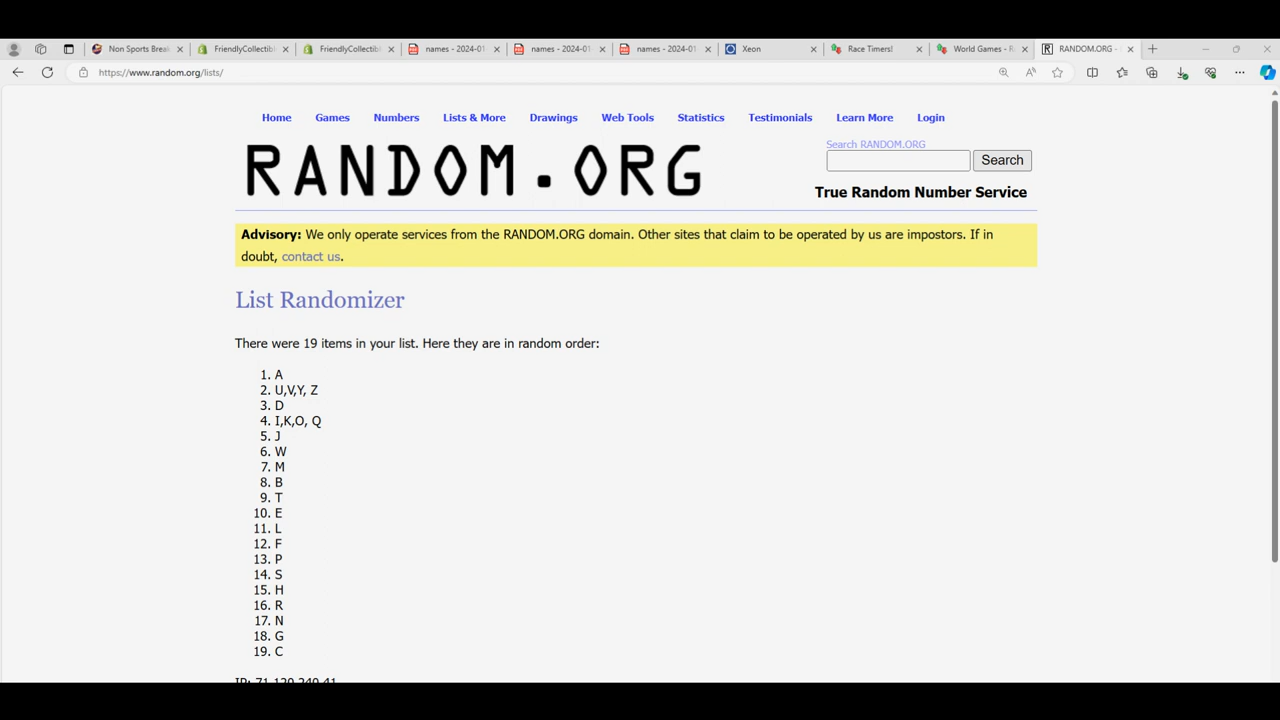 Non Sports Brea
FriendlyCollectib
FriendlyCollectib
names - 2024-01
names - 2024-01
names - 2024-01
Xeon
Race Timers!
World Games - R
RANDOM.ORG -
https://www.random.org/lists/
Home Games Numbers Lists & More Drawings Web Tools Statistics Testimonials Learn More Login
RANDOM.ORG
Search RANDOM.ORG
Search
True Random Number Service
Advisory: We only operate services from the RANDOM.ORG domain. Other sites that claim to be operated by us are impostors. If in
doubt, contact us.
List Randomizer
There were 19 items in your list. Here they are in random order:
1. A
2. U,V,Y, Z
3. D
4. I,K,O, Q
5. J
6. W
7. M
8. B
9. T
10. E
11. L
12. F
13. P
14. S
15. H
16. R
17. N
18. G
19. C